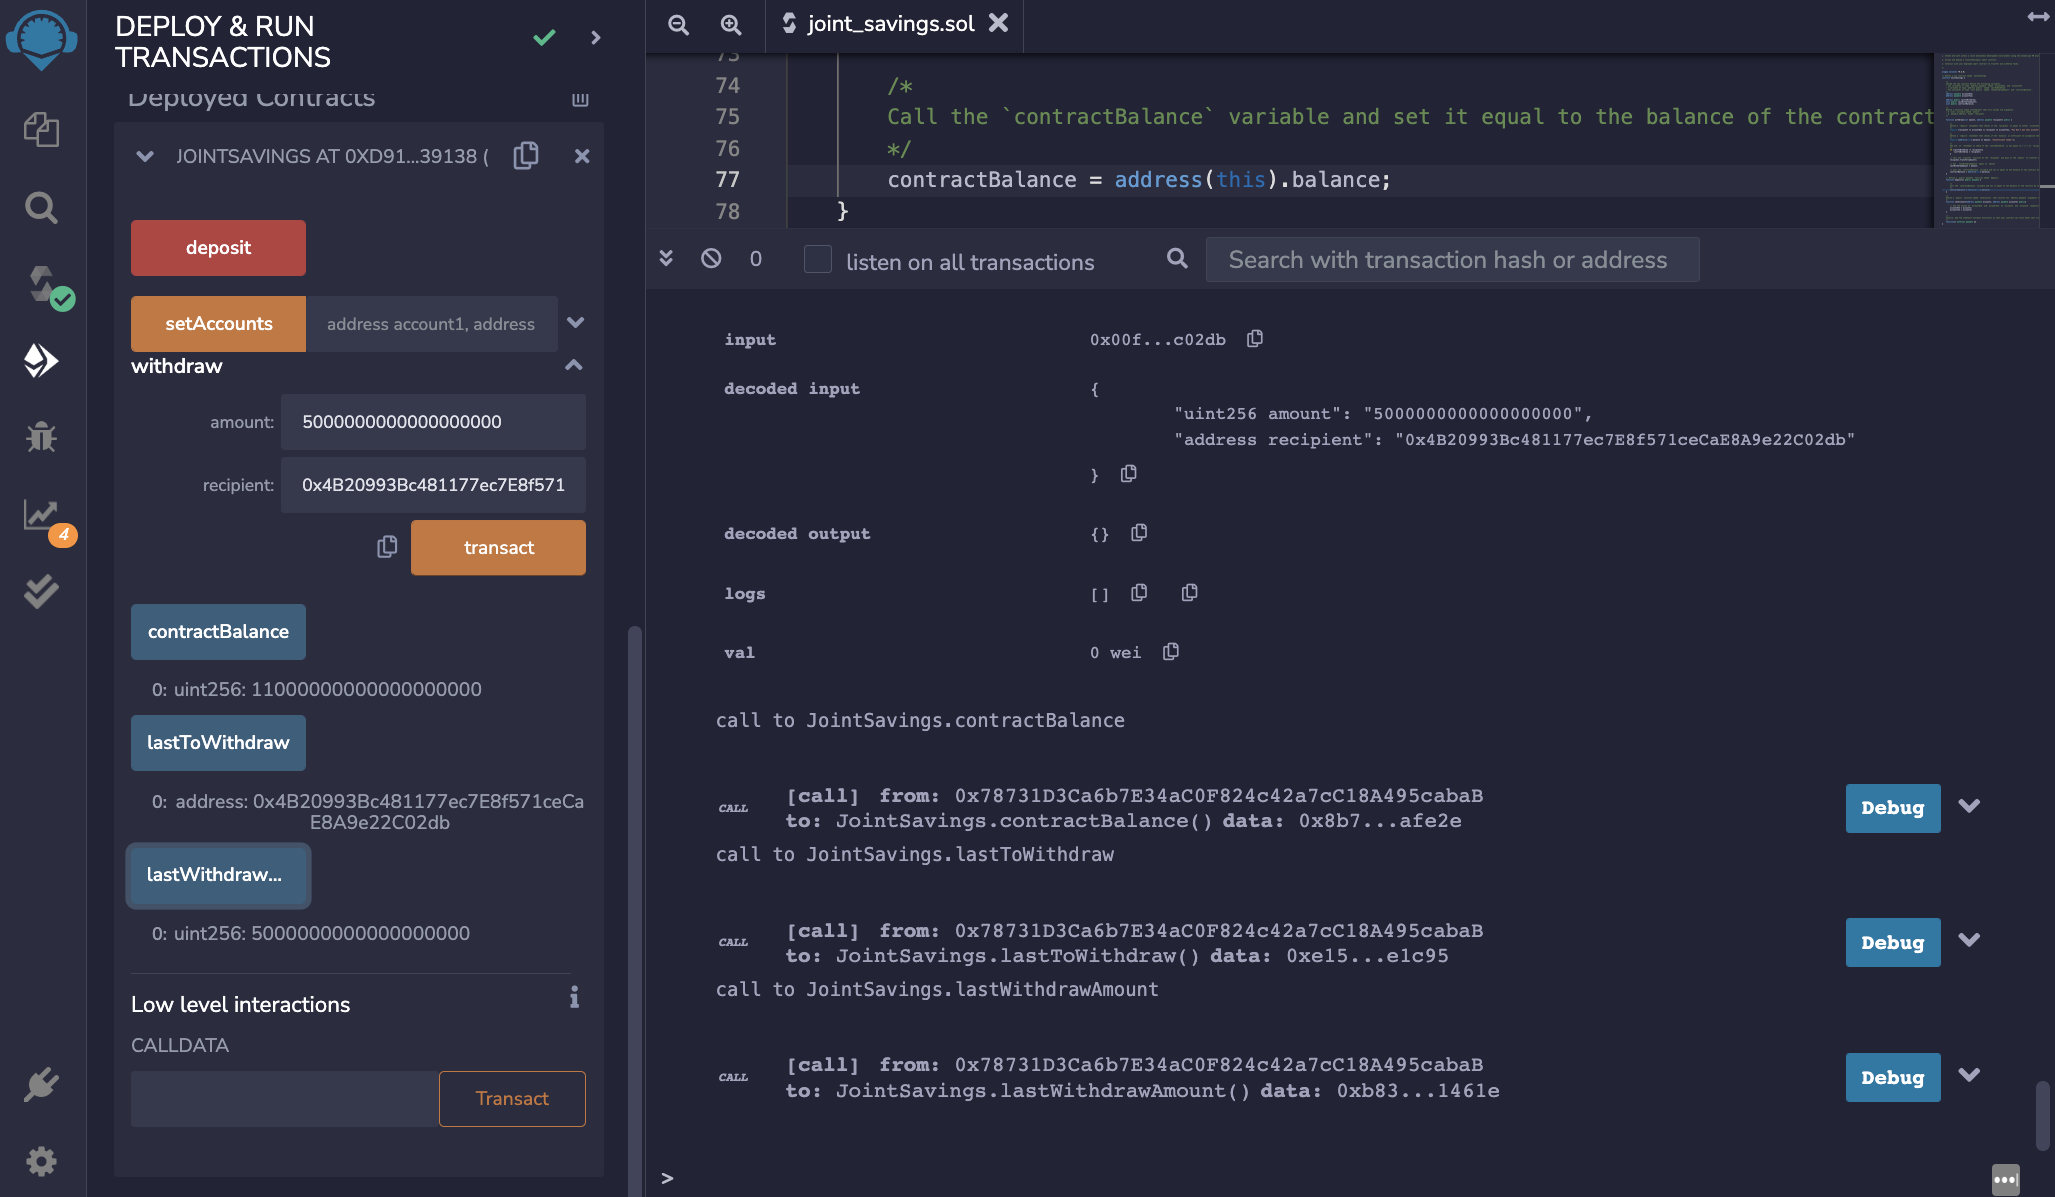 DEPLOY & RUN
TRANSACTIONS
Deployed Contracts
JOINTSAVINGS AT 0XD91...39138 (
deposit
setAccounts
address account1, address
withdraw
amount:
5000000000000000000
recipient:
0x4B20993Bc481177ec7E8f571
transact
contractBalance
0: uint256: 11000000000000000000
lastToWithdraw
0: address: 0x4B20993Bc481177ec7E8f571ceCa
E8A9e22C02db
lastWithdraw...
0: uint256: 5000000000000000000
Low level interactions
i
CALLDATA
Transact
4
joint_savings.sol
73
74 /*
75 Call the `contractBalance` variable and set it equal to the balance of the contract
76 */
77 contractBalance = address(this).balance;
78 }
0
listen on all transactions
Search with transaction hash or address
input 0x00f...c02db
decoded input {
"uint256 amount": "5000000000000000000",
"address recipient": "0x4B20993Bc481177ec7E8f571ceCaE8A9e22C02db"
}
decoded output {}
logs []
val 0 wei
call to JointSavings.contractBalance
CALL [call] from: 0x78731D3Ca6b7E34aC0F824c42a7cC18A495cabaB
to: JointSavings.contractBalance() data: 0x8b7...afe2e
Debug
call to JointSavings.lastToWithdraw
CALL [call] from: 0x78731D3Ca6b7E34aC0F824c42a7cC18A495cabaB
to: JointSavings.lastToWithdraw() data: 0xe15...e1c95
Debug
call to JointSavings.lastWithdrawAmount
CALL [call] from: 0x78731D3Ca6b7E34aC0F824c42a7cC18A495cabaB
to: JointSavings.lastWithdrawAmount() data: 0xb83...1461e
Debug
>